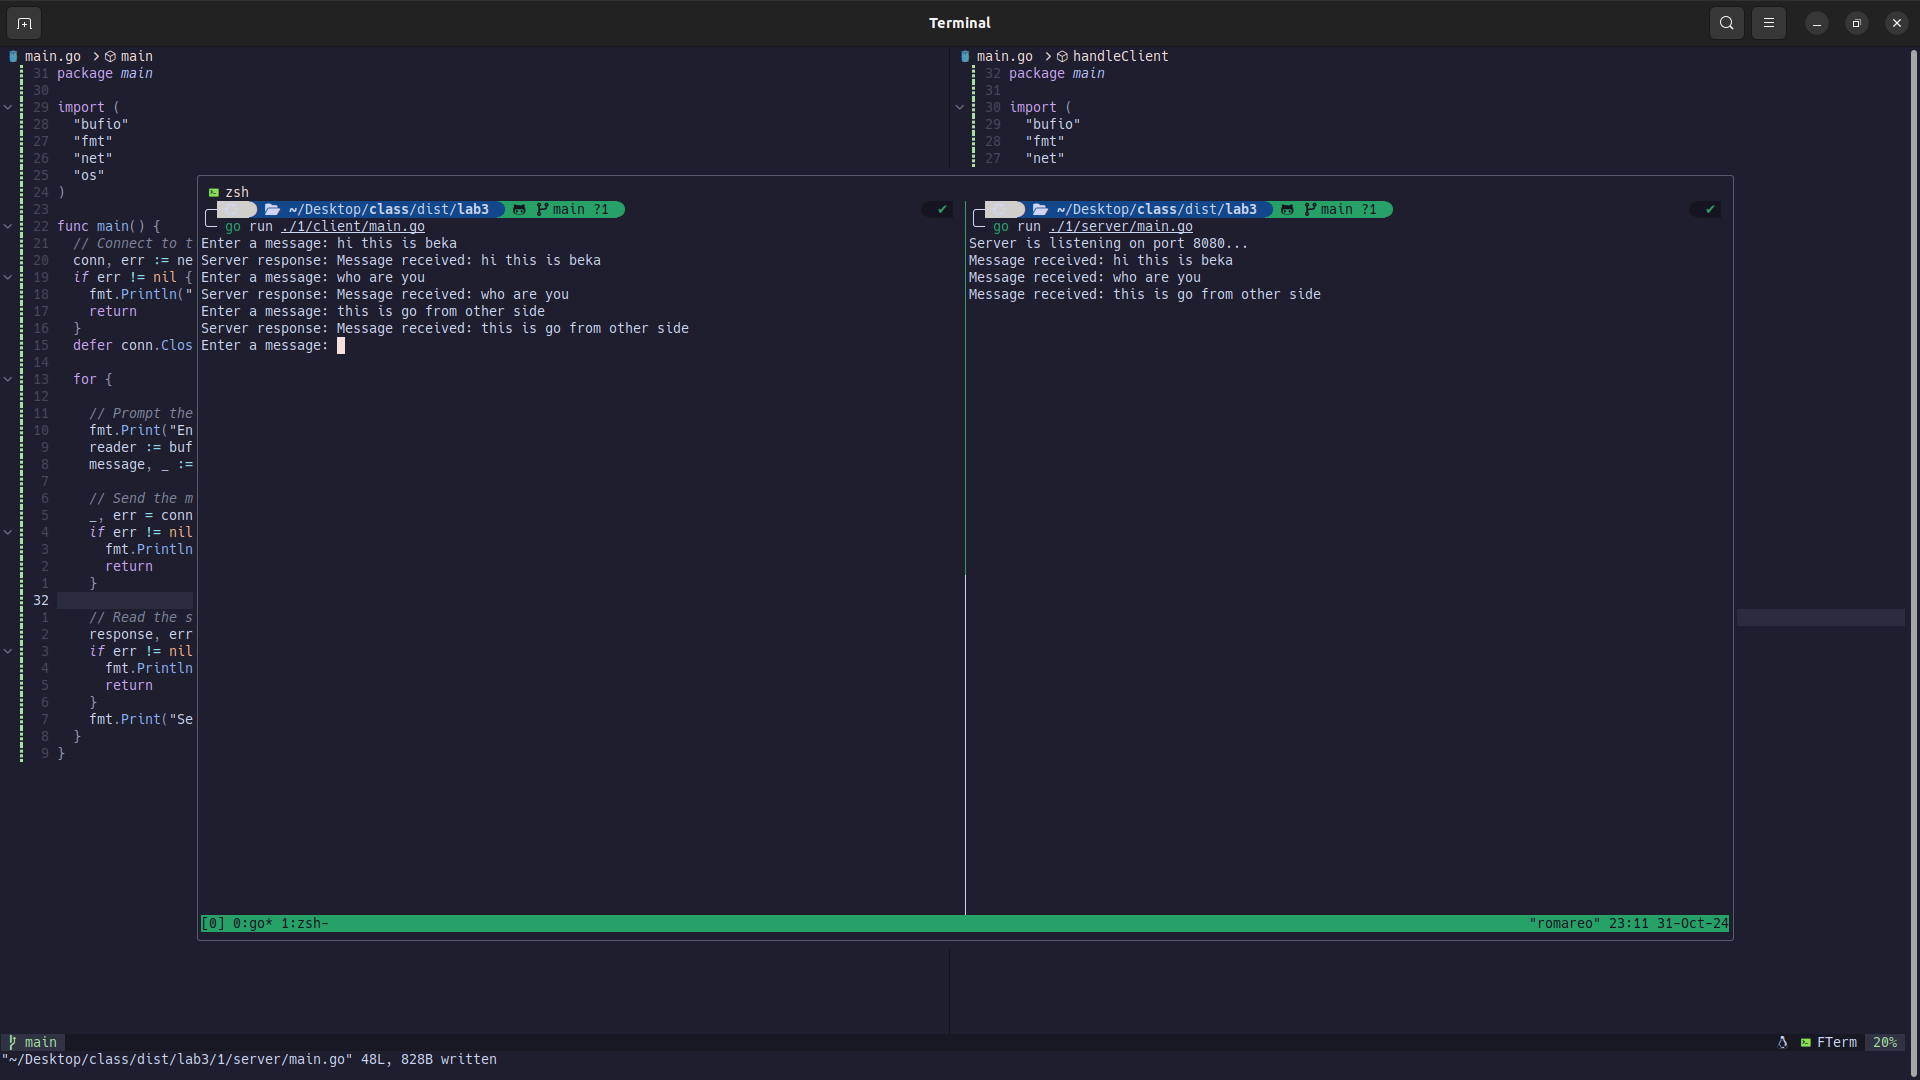 Terminal
main.go > main
31 package main
30
29 import (
28 "bufio"
27 "fmt"
26 "net"
25 "os"
24 )
23
22 func main() {
21 // Connect to t
20 conn, err := ne
19 if err != nil {
18 fmt.Println("
17 return
16 }
15 defer conn.Clos
14
13 for {
12
11 // Prompt the
10 fmt.Print("En
9 reader := buf
8 message, _ :=
7
6 // Send the m
5 _, err = conn
4 if err != nil
3 fmt.Println
2 return
1 }
32
1 // Read the s
2 response, err
3 if err != nil
4 fmt.Println
5 return
6 }
7 fmt.Print("Se
8 }
9 }
main.go > handleClient
32 package main
31
30 import (
29 "bufio"
28 "fmt"
27 "net"
zsh
~/Desktop/class/dist/lab3 main ?1 ✔
go run ./1/client/main.go
Enter a message: hi this is beka
Server response: Message received: hi this is beka
Enter a message: who are you
Server response: Message received: who are you
Enter a message: this is go from other side
Server response: Message received: this is go from other side
Enter a message:
~/Desktop/class/dist/lab3 main ?1 ✔
go run ./1/server/main.go
Server is listening on port 8080...
Message received: hi this is beka
Message received: who are you
Message received: this is go from other side
[0] 0:go* 1:zsh- "romareo" 23:11 31-Oct-24
main FTerm 20%
"~/Desktop/class/dist/lab3/1/server/main.go" 48L, 828B written